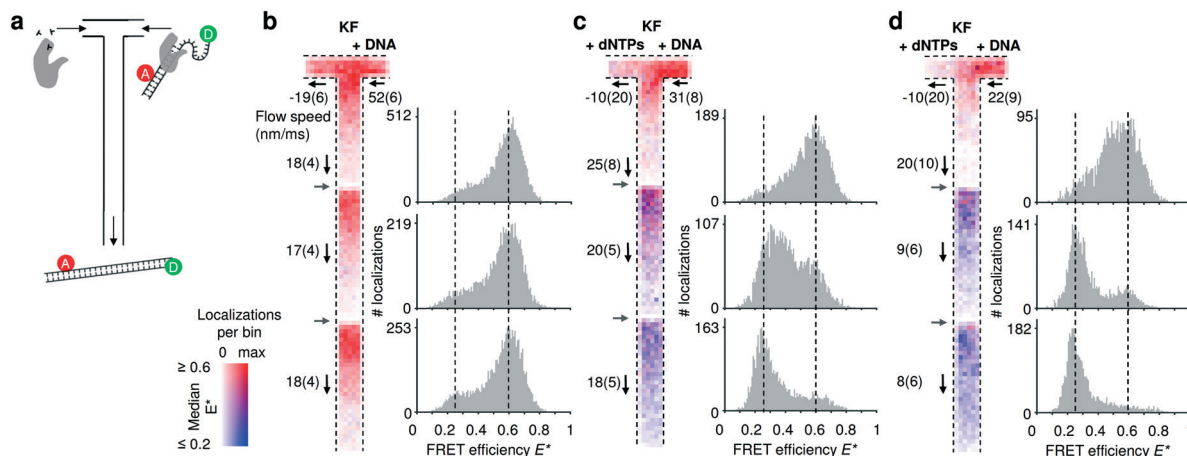 a
A
D
A
D
Localizations
per bin
0 max
≥ 0.6
Median
E*
≤ 0.2
b
KF
+ DNA
-19(6)
52(6)
Flow speed
(nm/ms)
18(4)
17(4)
18(4)
512
0
219
0
253
0
# localizations
0 0.2 0.4 0.6 0.8 1
FRET efficiency E*
c
KF
+ dNTPs + DNA
-10(20)
31(8)
25(8)
20(5)
18(5)
189
0
107
0
163
0
# localizations
0 0.2 0.4 0.6 0.8 1
FRET efficiency E*
d
KF
+ dNTPs + DNA
-10(20)
22(9)
20(10)
9(6)
8(6)
95
0
141
0
182
0
# localizations
0 0.2 0.4 0.6 0.8 1
FRET efficiency E*